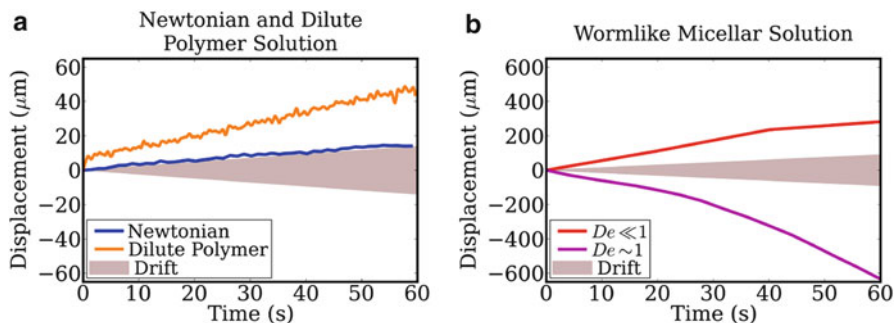 a
Newtonian and Dilute
Polymer Solution
Displacement (μm)
60
40
20
0
−20
−40
−60
Newtonian
Dilute Polymer
Drift
0 10 20 30 40 50 60
Time (s)
b
Wormlike Micellar Solution
Displacement (μm)
600
400
200
0
−200
−400
−600
De ≪ 1
De ∼ 1
Drift
0 10 20 30 40 50 60
Time (s)